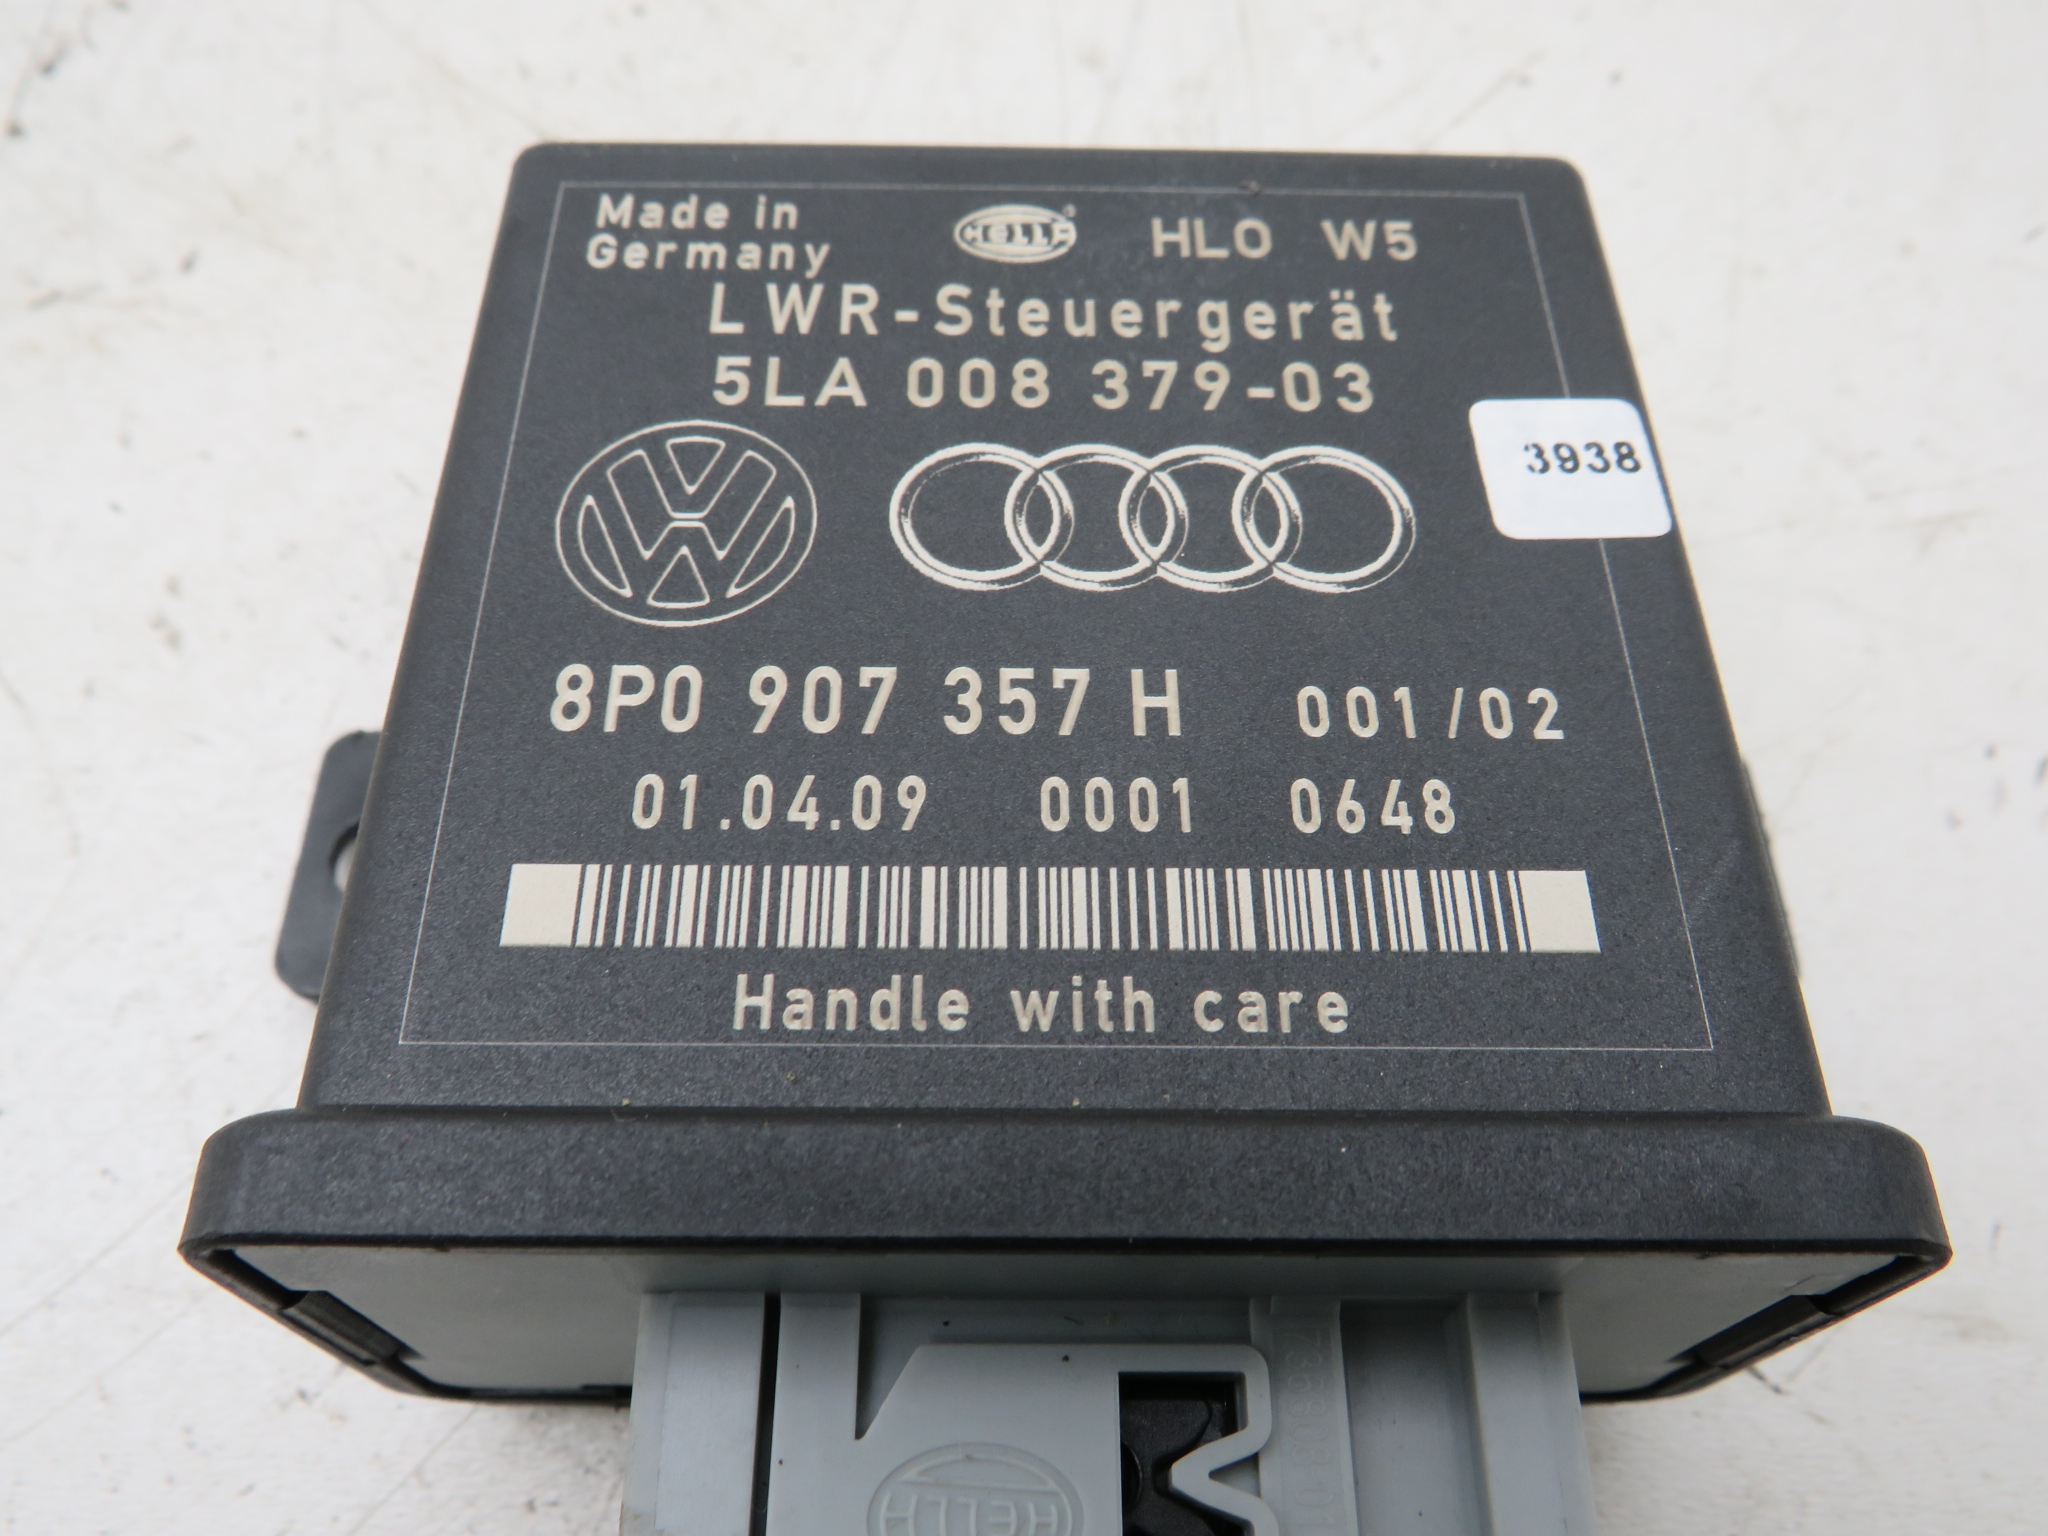 Made in
Germany
HELLA
HLO W5
LWR-Steuergerät
5LA 008 379-03
3938
8P0 907 357 H 001/02
01.04.09 0001 0648
Handle with care
HELLA